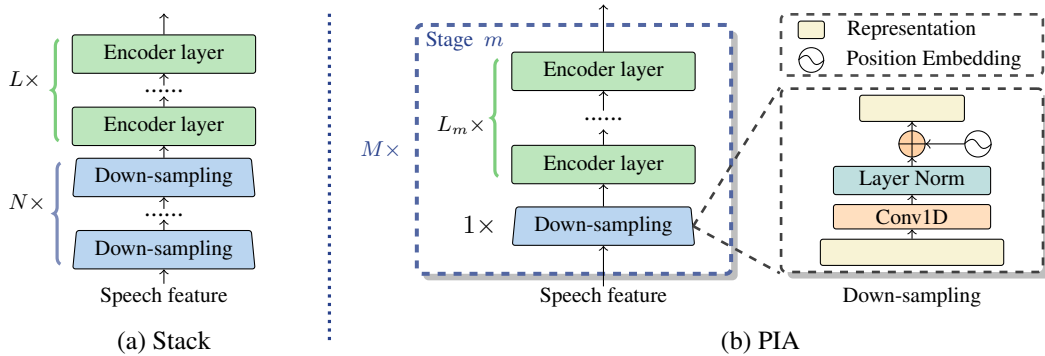 Encoder layer
......
L×
Encoder layer
Down-sampling
N×
......
Down-sampling
Speech feature
(a) Stack
Stage m
Encoder layer
......
L_m×
M×
Encoder layer
1×
Down-sampling
Speech feature
Representation
Position Embedding
Layer Norm
Conv1D
Down-sampling
(b) PIA